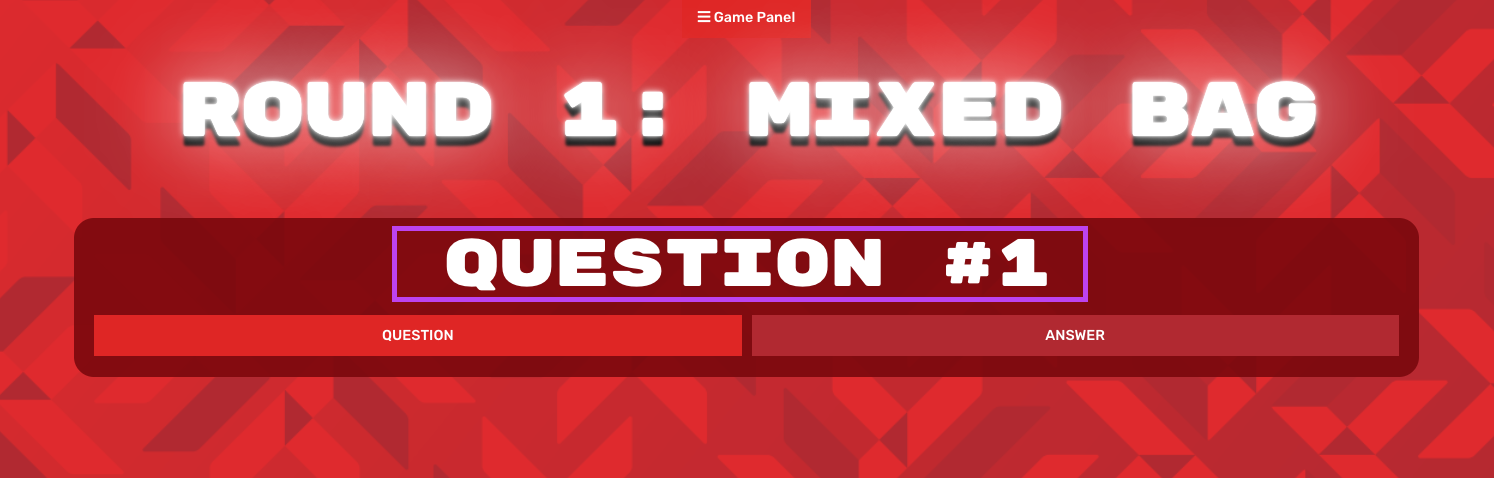 Game Panel
ROUND 1: MIXED BAG
QUESTION #1
QUESTION
ANSWER